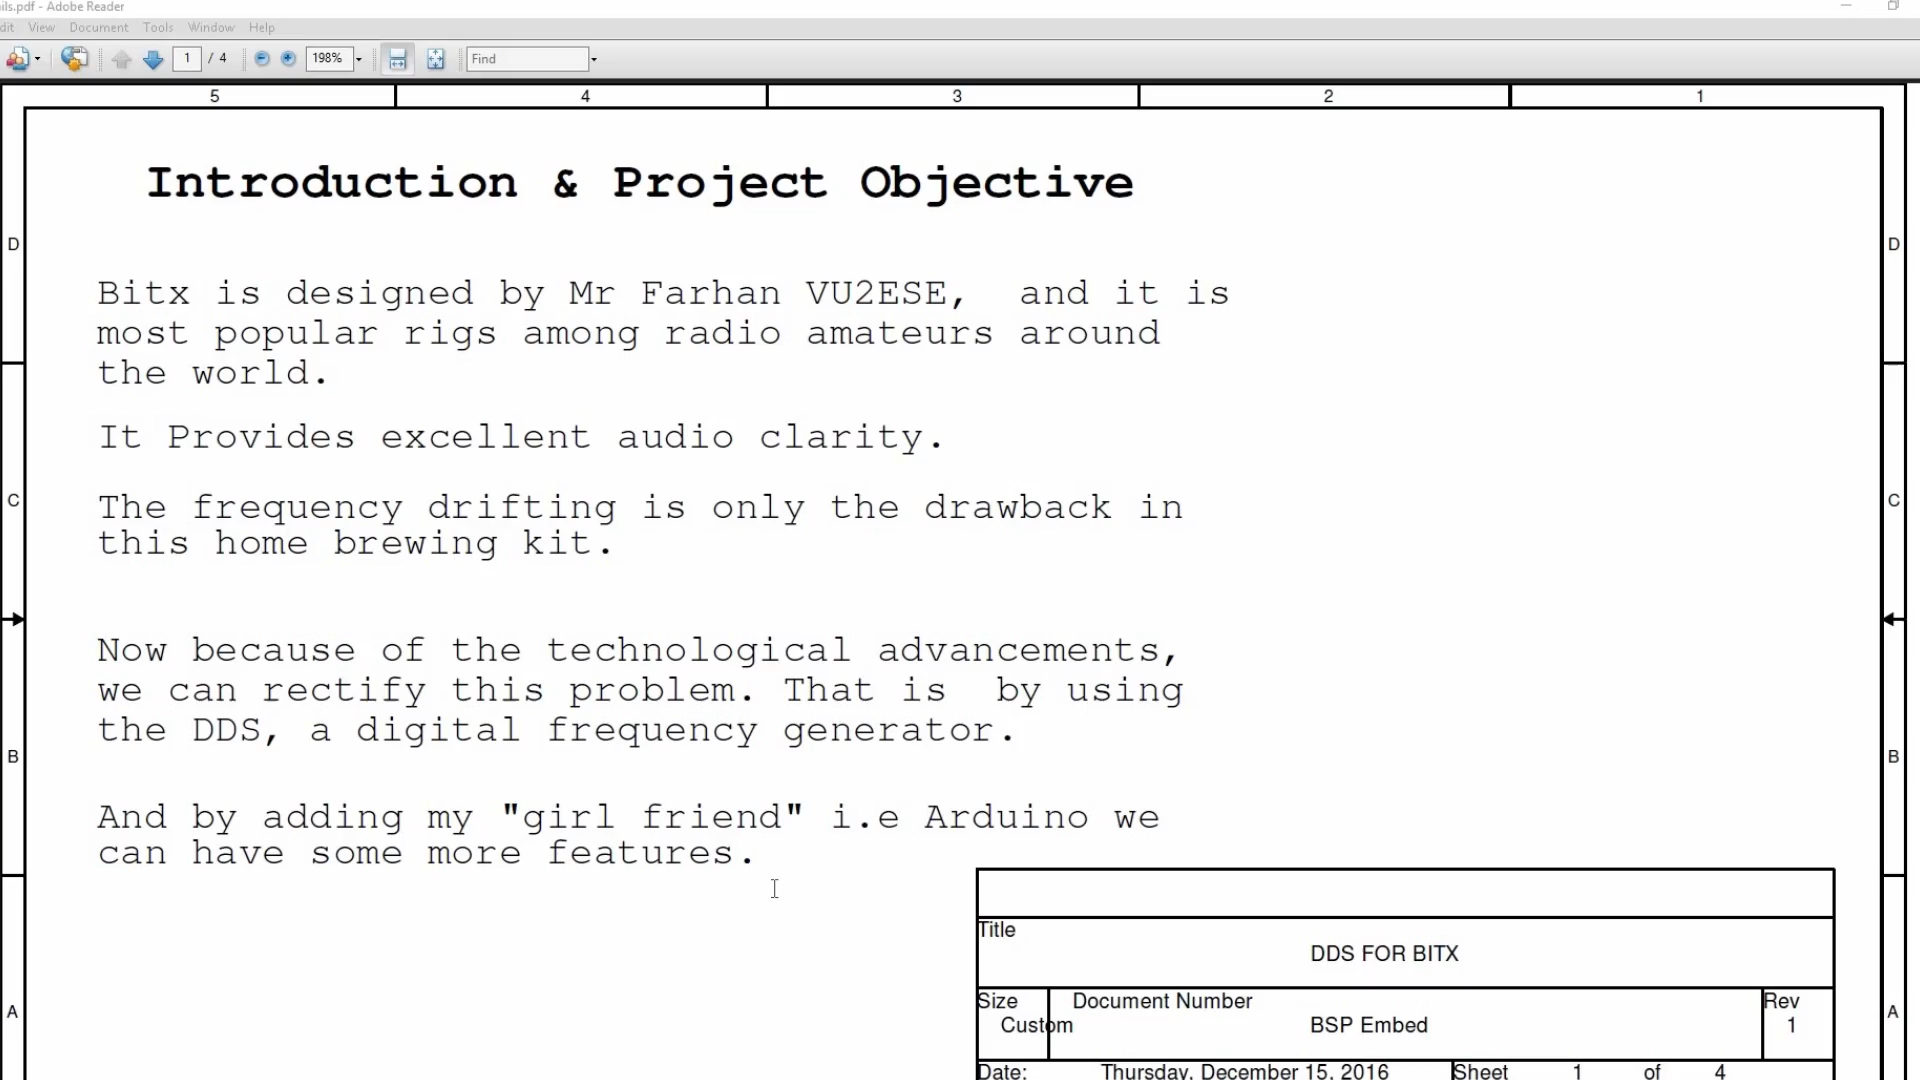 ils.pdf - Adobe Reader
dit View Document Tools Window Help
1 / 4 198% Find
5 4 3 2 1
Introduction & Project Objective
D D
Bitx is designed by Mr Farhan VU2ESE, and it is
most popular rigs among radio amateurs around
the world.
It Provides excellent audio clarity.
C C
The frequency drifting is only the drawback in
this home brewing kit.
Now because of the technological advancements,
we can rectify this problem. That is by using
the DDS, a digital frequency generator.
B B
And by adding my "girl friend" i.e Arduino we
can have some more features.
Title
DDS FOR BITX
Size Document Number Rev
A Custom BSP Embed 1 A
Date: Thursday, December 15, 2016 Sheet 1 of 4